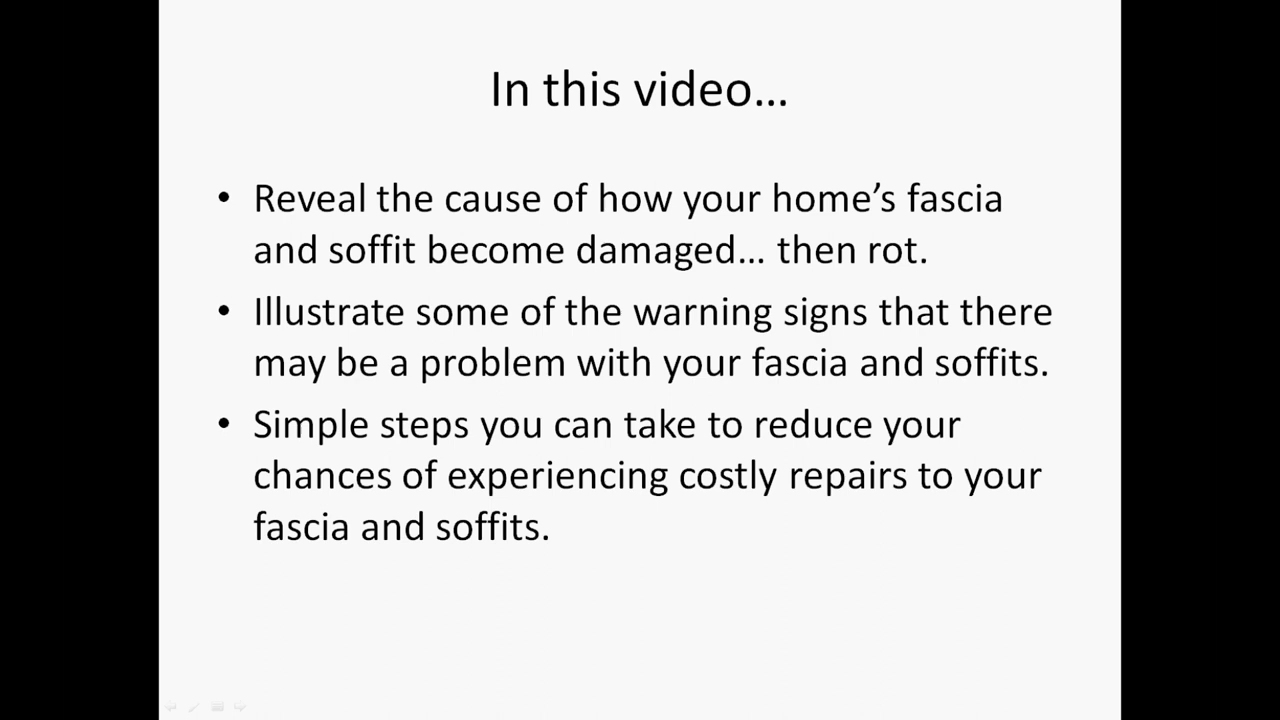 In this video…
• Reveal the cause of how your home’s fascia
and soffit become damaged… then rot.
• Illustrate some of the warning signs that there
may be a problem with your fascia and soffits.
• Simple steps you can take to reduce your
chances of experiencing costly repairs to your
fascia and soffits.